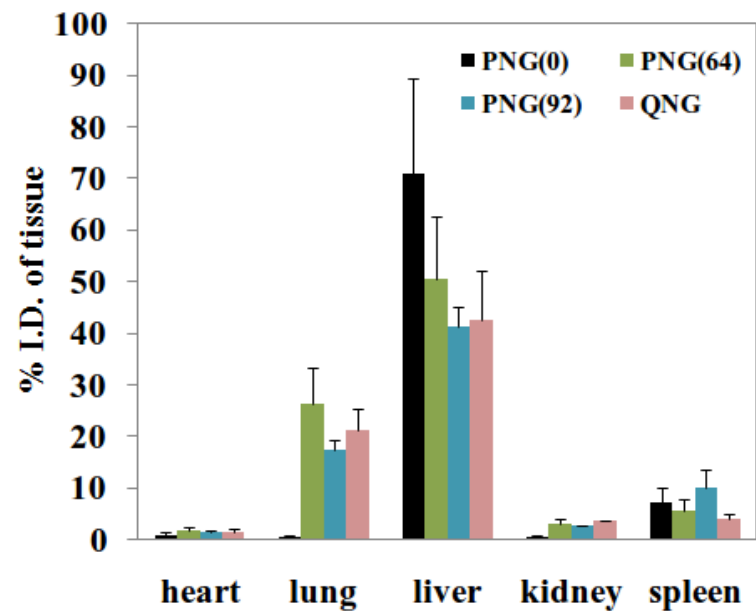 100
90
80
70
60
50
40
30
20
10
0
% I.D. of tissue
PNG(0) PNG(64)
PNG(92) QNG
heart lung liver kidney spleen